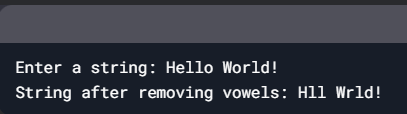 Enter a string: Hello World!
String after removing vowels: Hll Wrld!